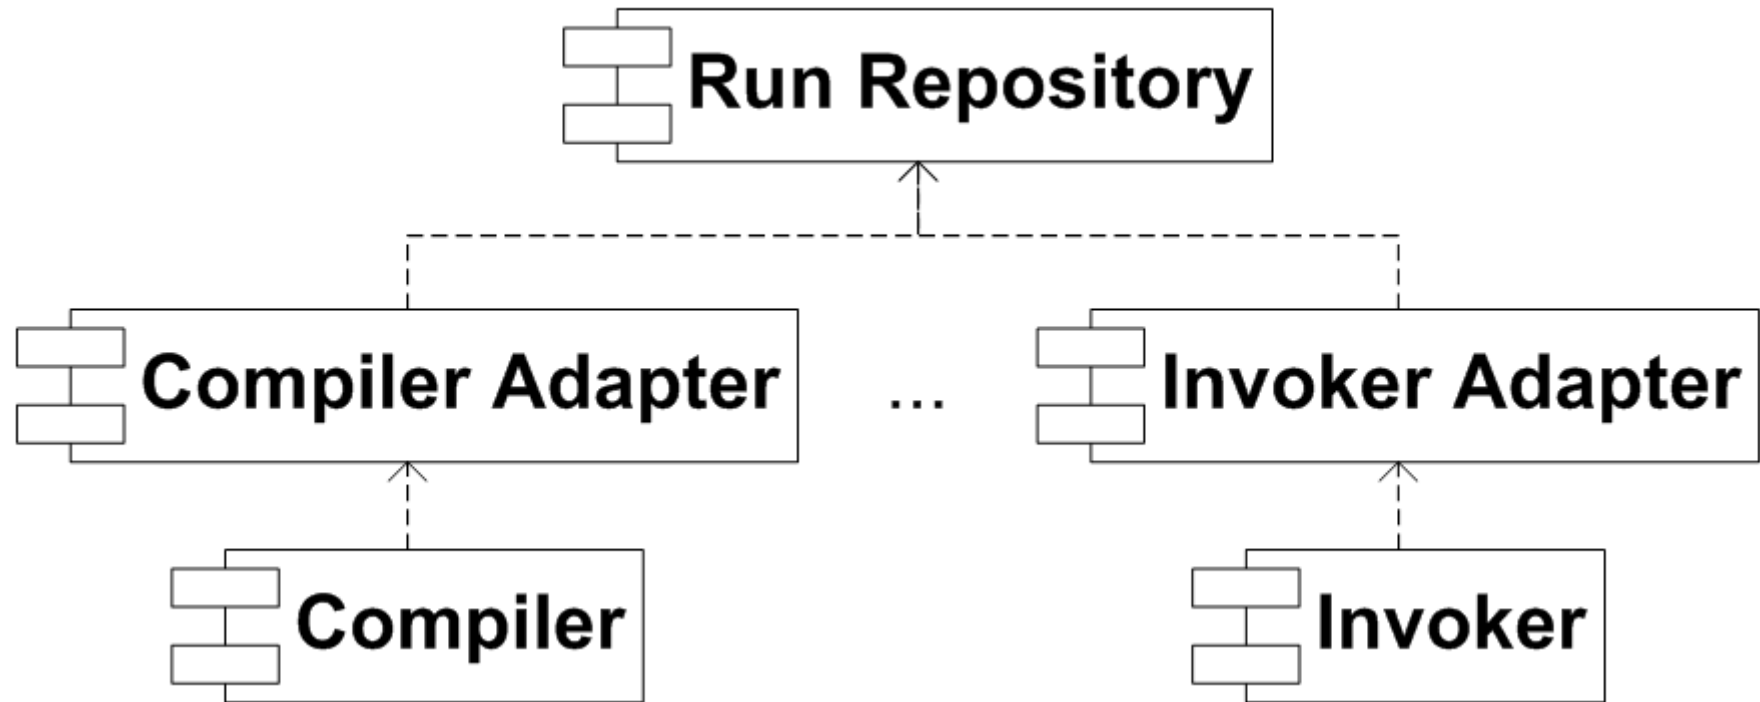 Run Repository
Compiler Adapter
...
Invoker Adapter
Compiler
Invoker